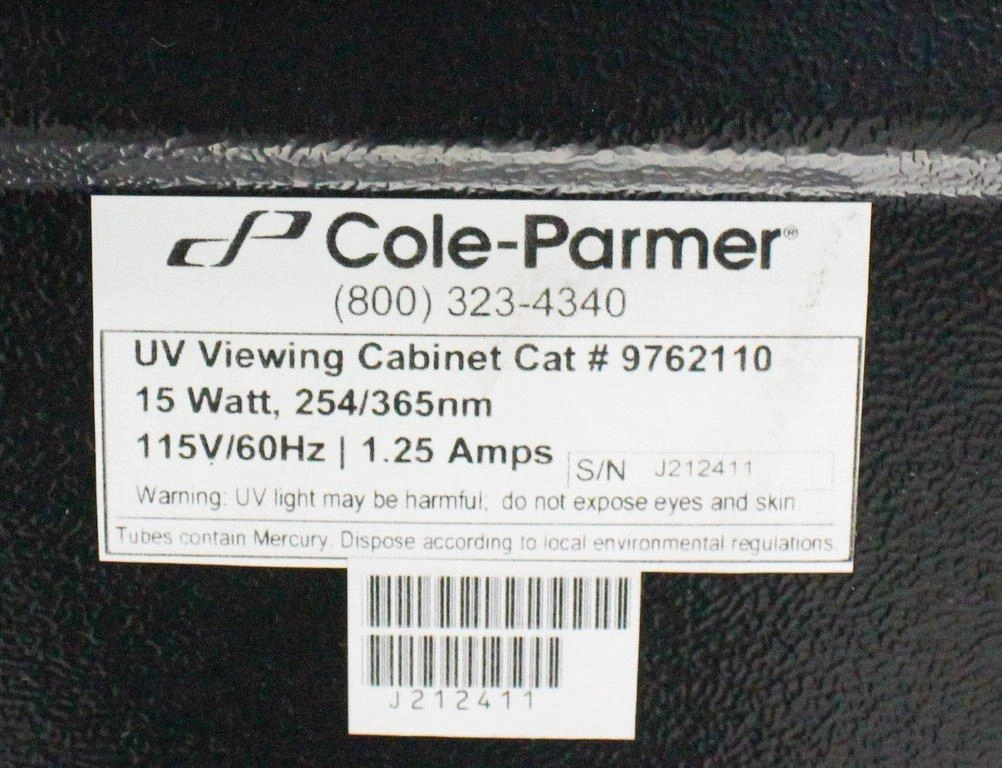 Cole-Parmer®
(800) 323-4340
UV Viewing Cabinet Cat # 9762110
15 Watt, 254/365nm
115V/60Hz | 1.25 Amps
S/N J212411
Warning: UV light may be harmful; do not expose eyes and skin.
Tubes contain Mercury. Dispose according to local environmental regulations.
J212411